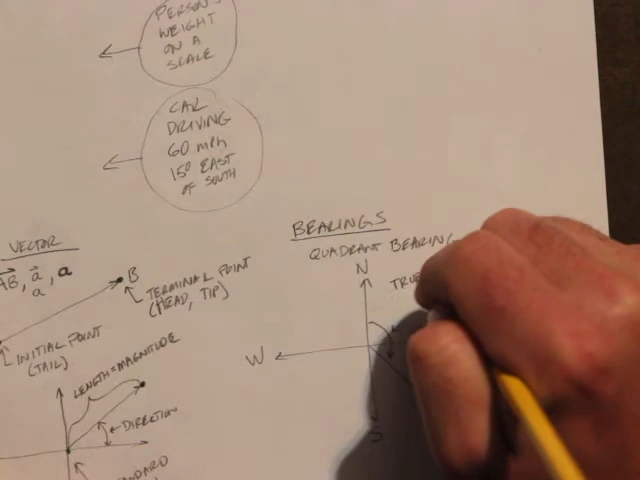 PERSON'S
WEIGHT
ON A
SCALE
CAR
DRIVING
60 mph
15° EAST
OF SOUTH
VECTOR
AB, a, a
a
B
TERMINAL POINT
(HEAD, TIP)
INITIAL POINT
(TAIL)
LENGTH=MAGNITUDE
DIRECTION
BEARINGS
QUADRANT BEARING
N
TRUE
W
S